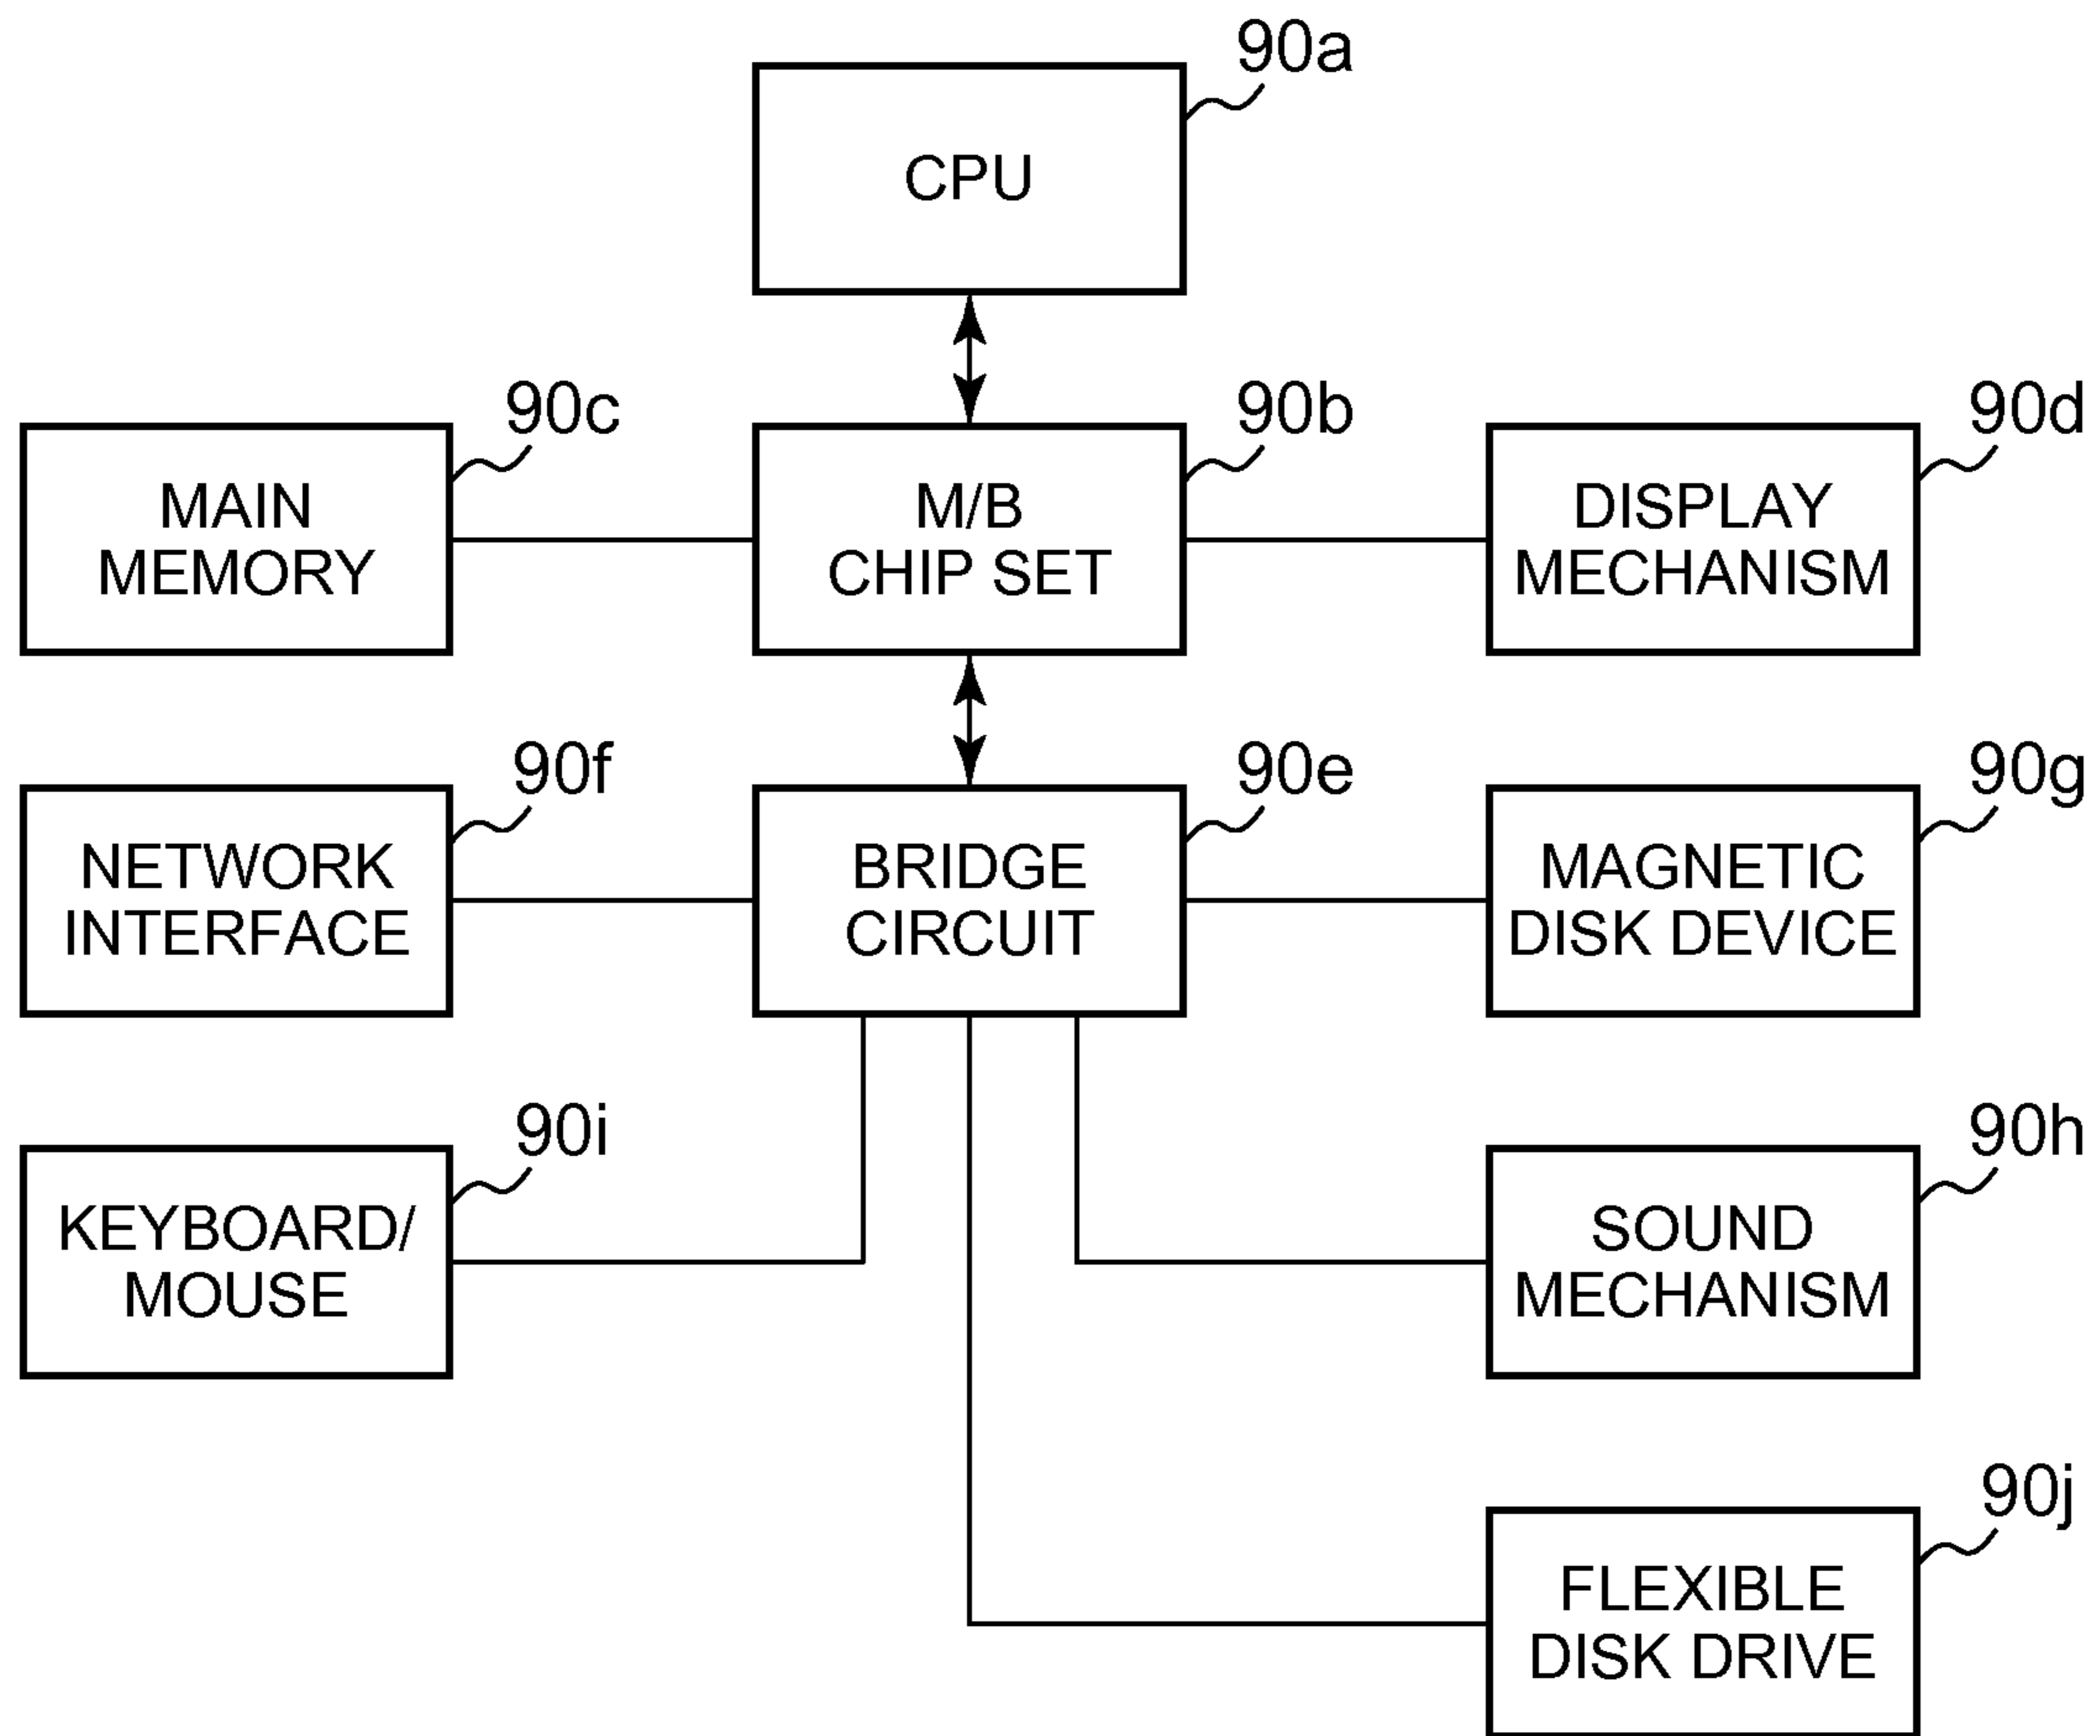 90a
CPU
90c
MAIN
MEMORY
90b
M/B
CHIP SET
90d
DISPLAY
MECHANISM
90f
NETWORK
INTERFACE
90e
BRIDGE
CIRCUIT
90g
MAGNETIC
DISK DEVICE
90i
KEYBOARD/
MOUSE
90h
SOUND
MECHANISM
90j
FLEXIBLE
DISK DRIVE